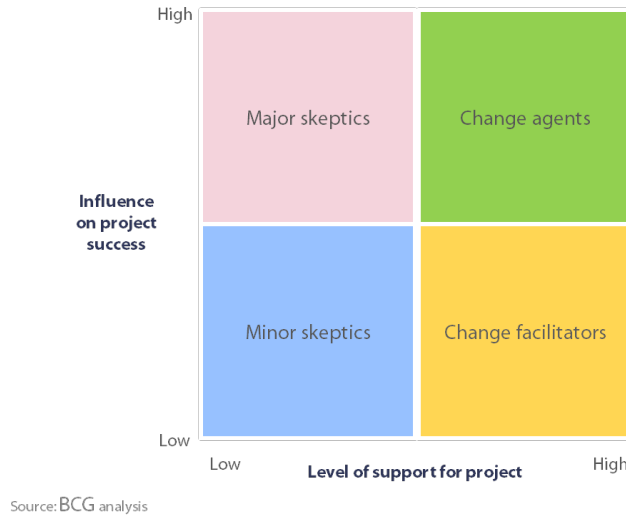 High
Major skeptics
Change agents
Influence
on project
success
Minor skeptics
Change facilitators
Low
Low
Level of support for project
High
Source: BCG analysis